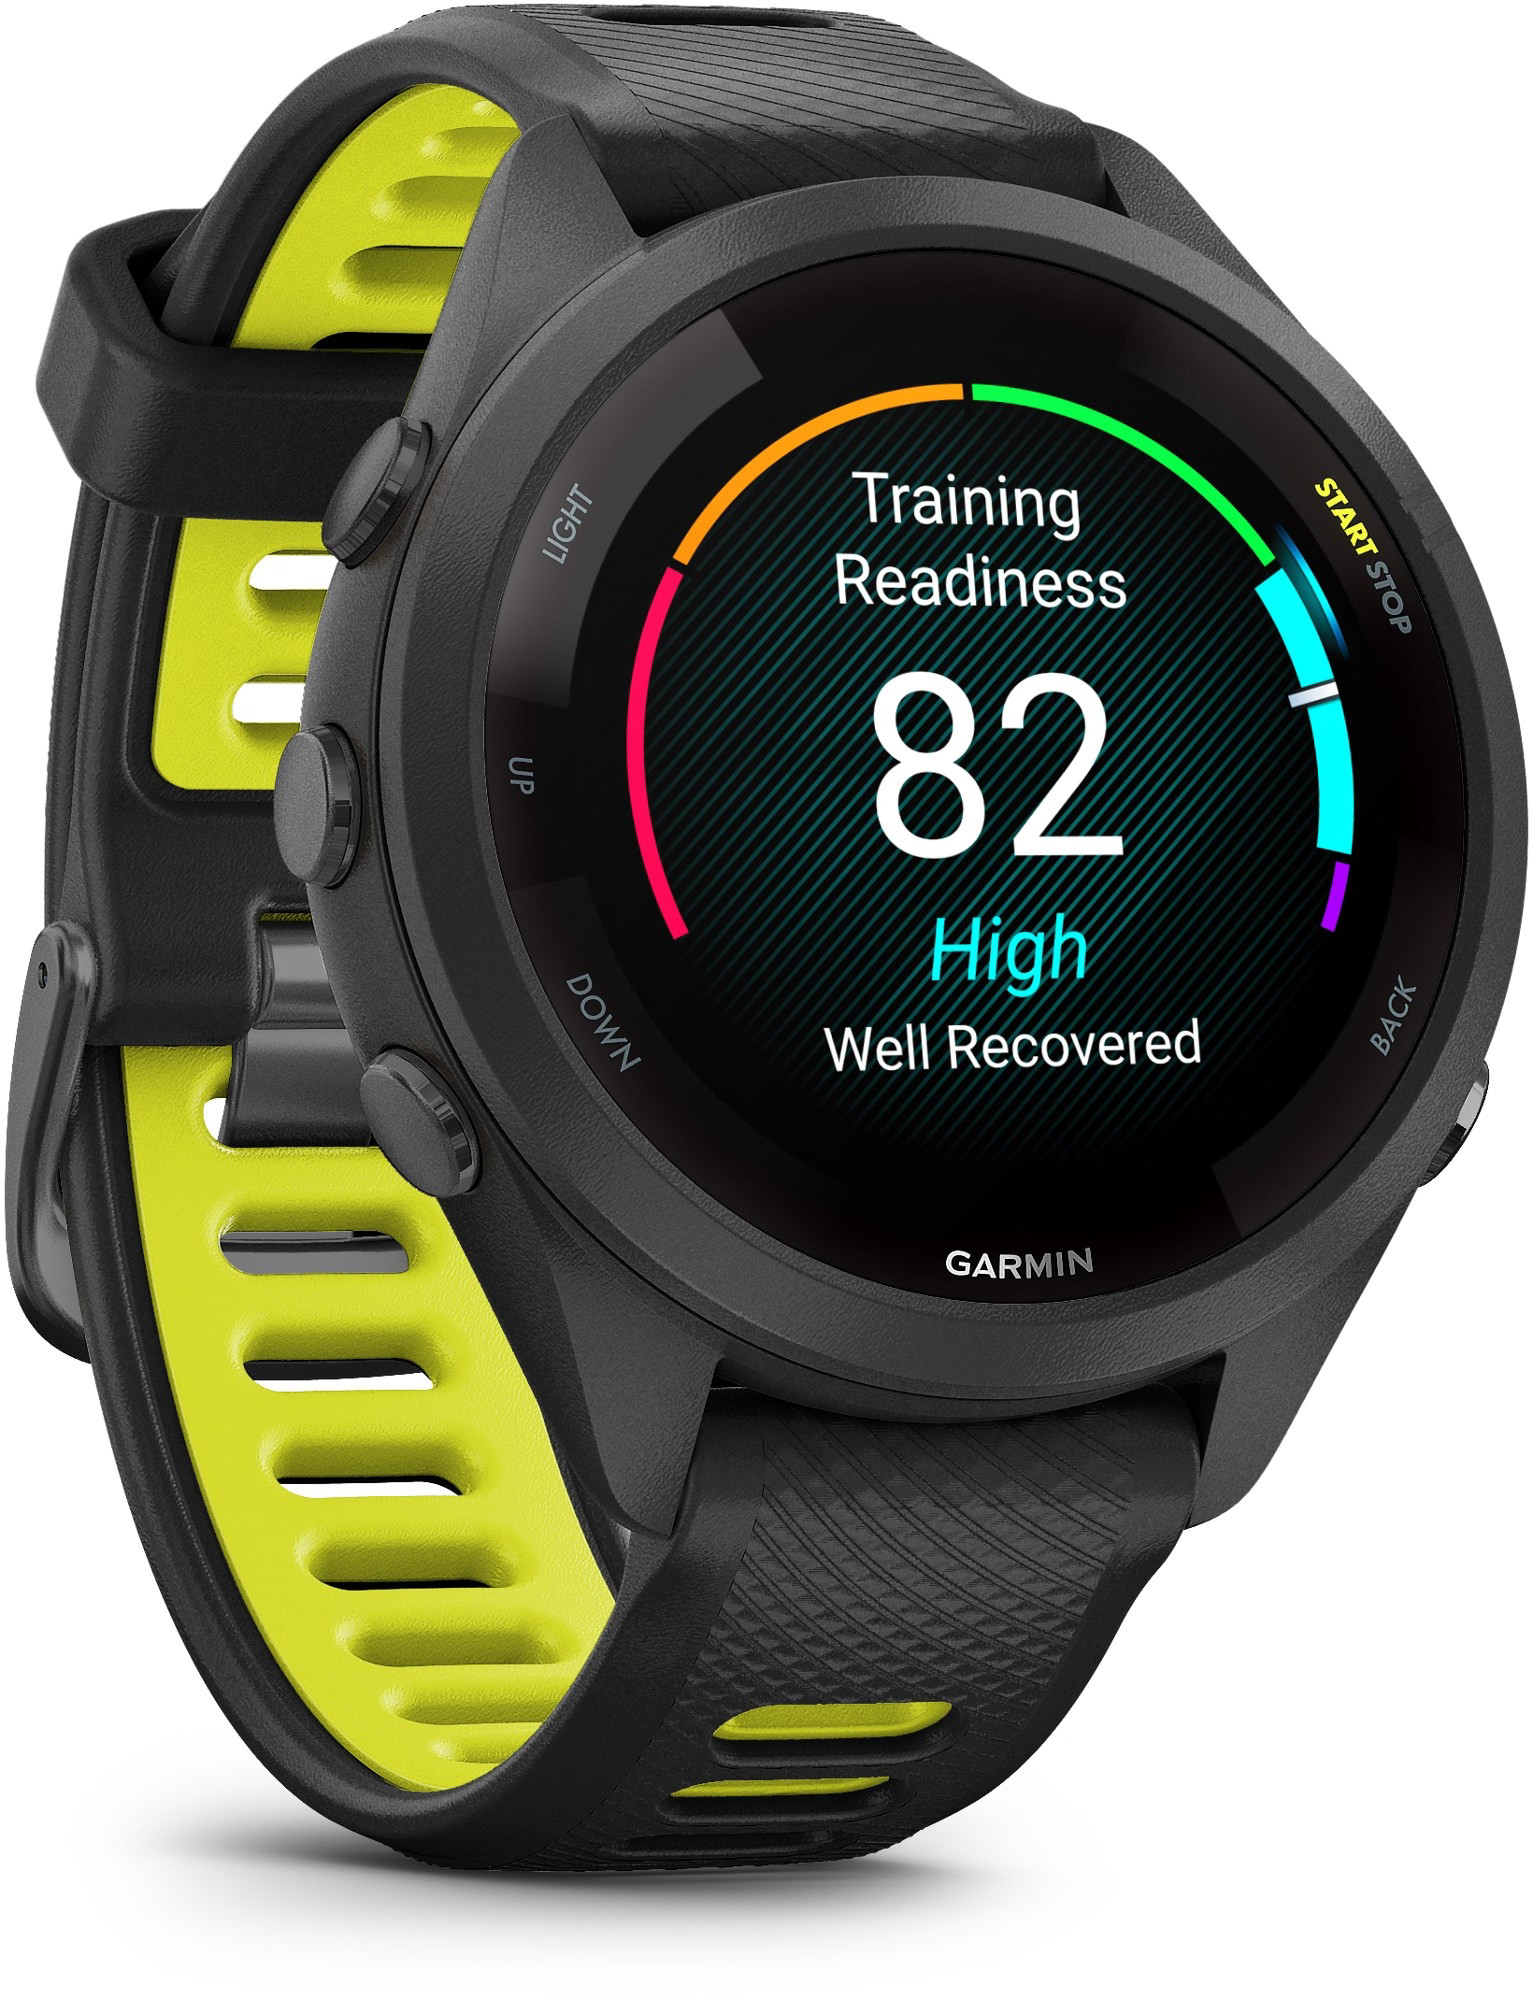 LIGHT
START STOP
Training
Readiness
82
UP
High
DOWN
Well Recovered
BACK
GARMIN